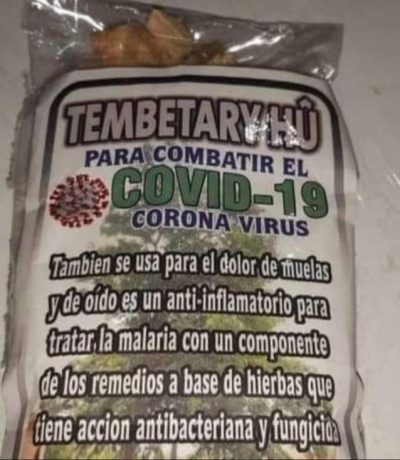 TEMBETARY HÛ
PARA COMBATIR EL
COVID-19
CORONA VIRUS
Tambien se usa para el dolor de muelas
y de oído es un anti-inflamatorio para
tratar la malaria con un componente
de los remedios a base de hierbas que
tiene accion antibacteriana y fungicida